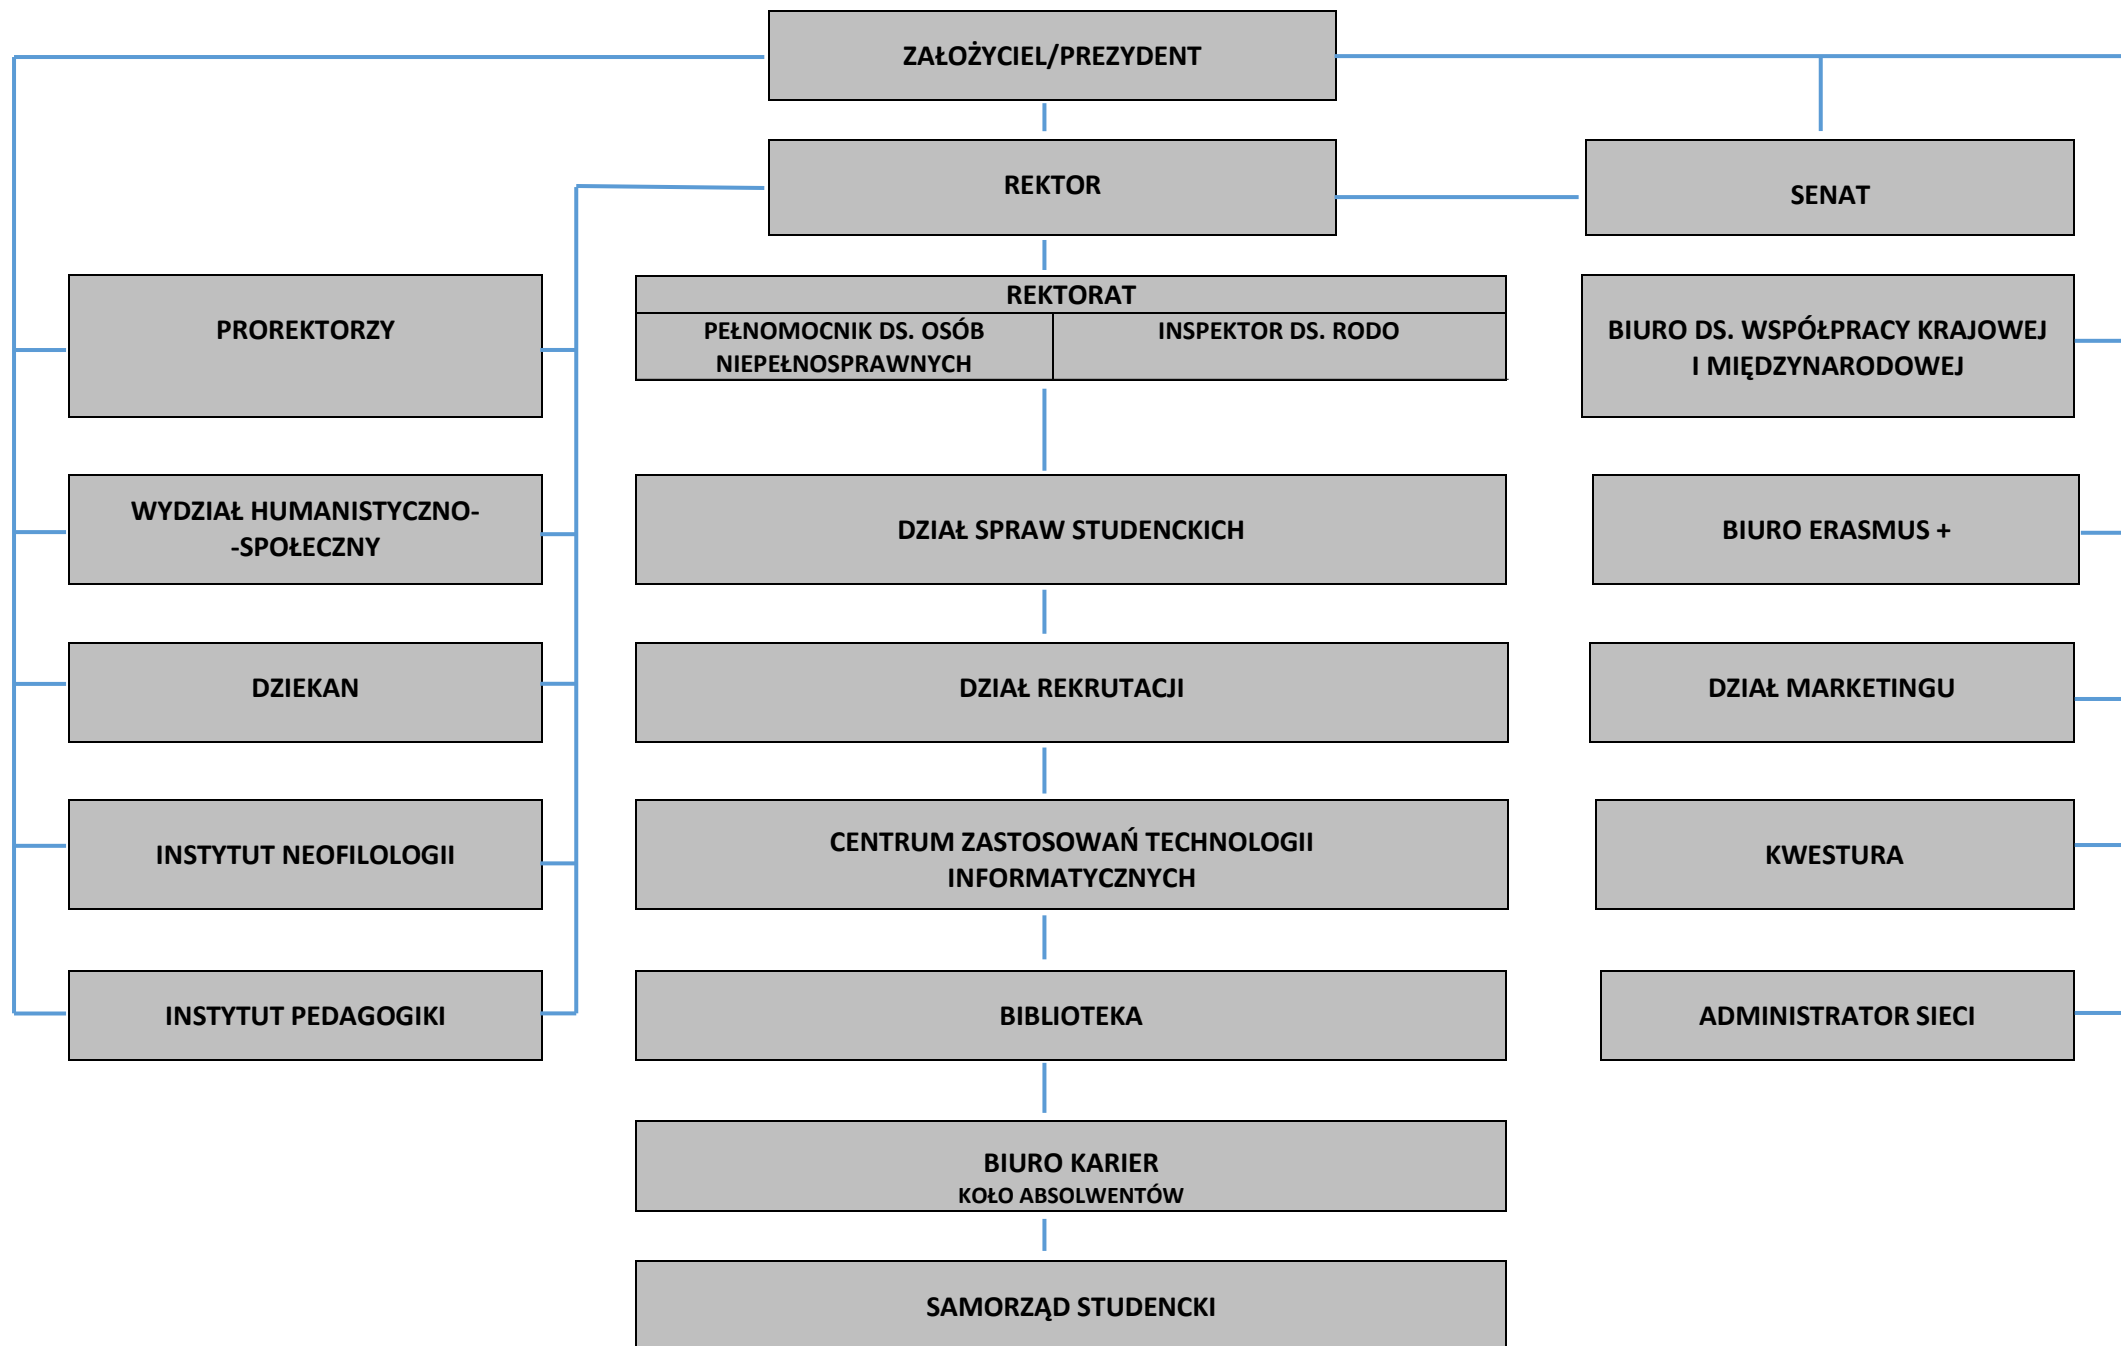 ZAŁOŻYCIEL/PREZYDENT
REKTOR
SENAT
PROREKTORZY
REKTORAT
PEŁNOMOCNIK DS. OSÓB
NIEPEŁNOSPRAWNYCH
INSPEKTOR DS. RODO
BIURO DS. WSPÓŁPRACY KRAJOWEJ
I MIĘDZYNARODOWEJ
WYDZIAŁ HUMANISTYCZNO-
-SPOŁECZNY
DZIAŁ SPRAW STUDENCKICH
BIURO ERASMUS +
DZIEKAN
DZIAŁ REKRUTACJI
DZIAŁ MARKETINGU
INSTYTUT NEOFILOLOGII
CENTRUM ZASTOSOWAŃ TECHNOLOGII
INFORMATYCZNYCH
KWESTURA
INSTYTUT PEDAGOGIKI
BIBLIOTEKA
ADMINISTRATOR SIECI
BIURO KARIER
KOŁO ABSOLWENTÓW
SAMORZĄD STUDENCKI